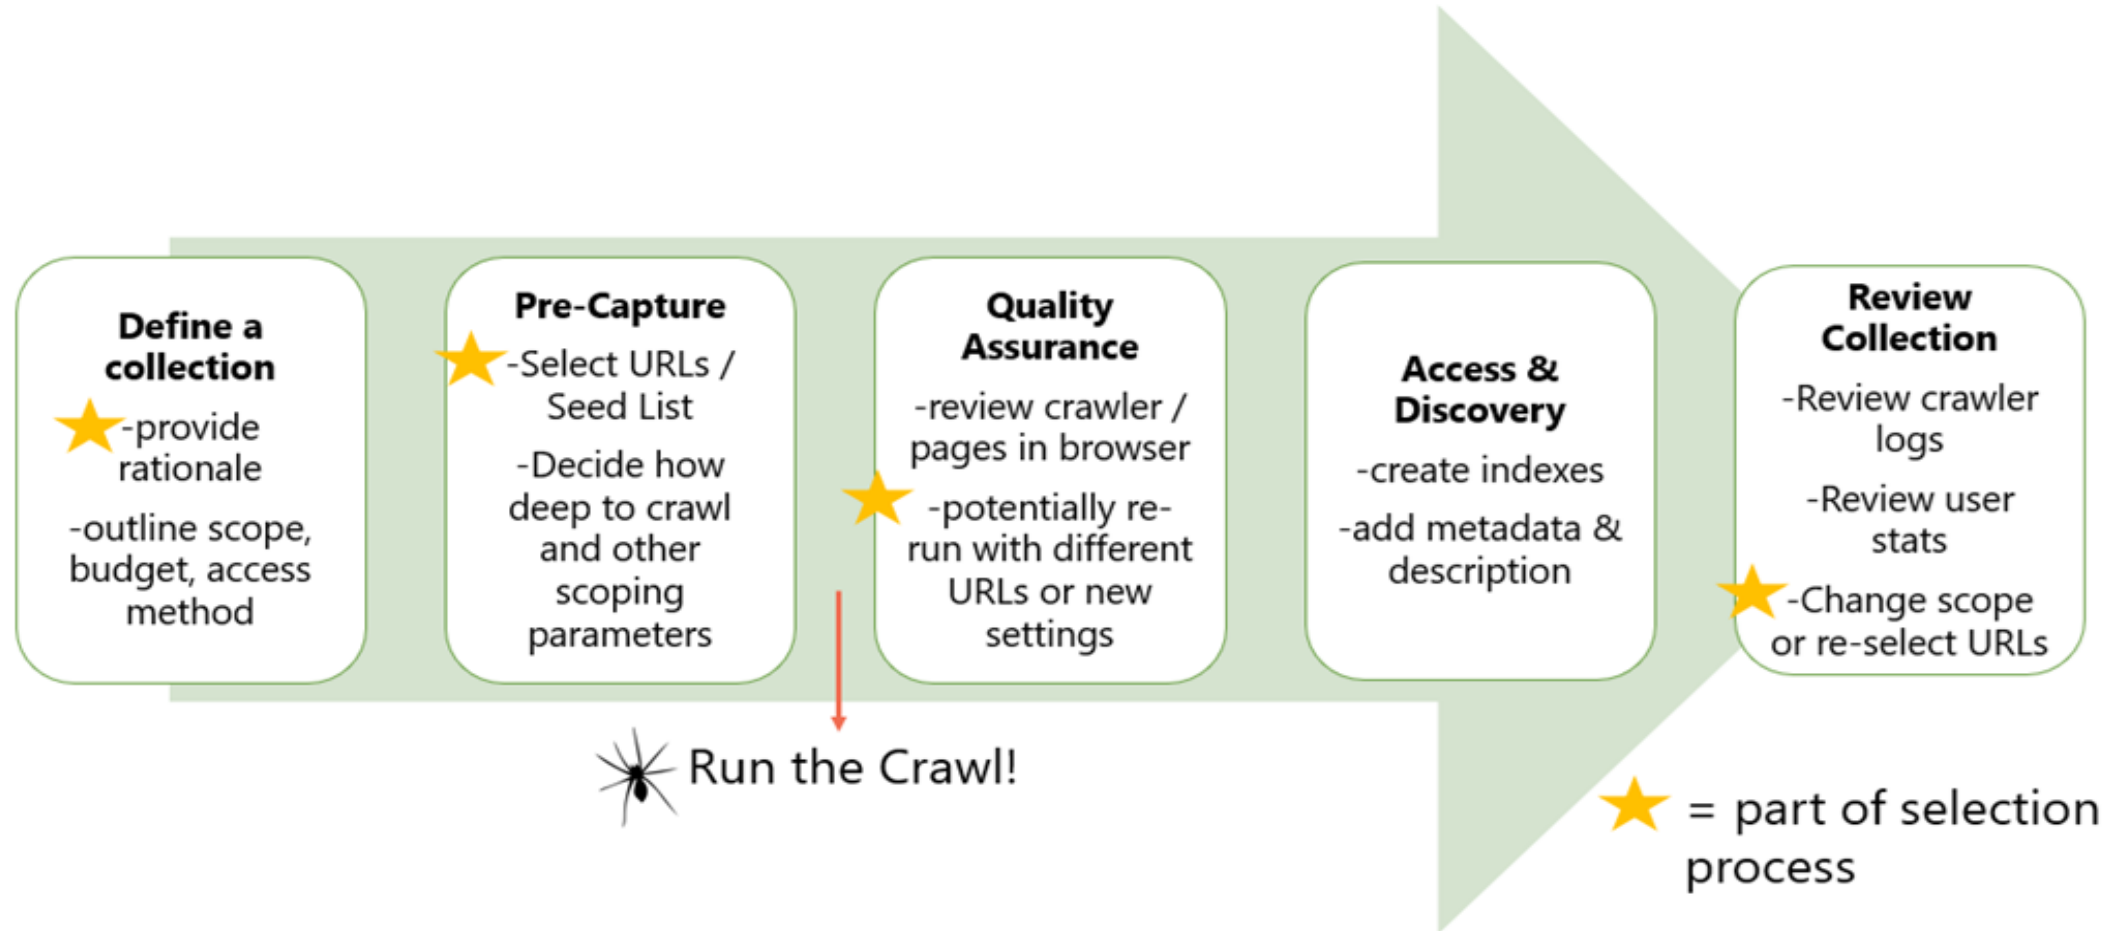 Define a
collection
-provide
rationale
-outline scope,
budget, access
method
Pre-Capture
-Select URLs /
Seed List
-Decide how
deep to crawl
and other
scoping
parameters
Quality
Assurance
-review crawler /
pages in browser
-potentially re-
run with different
URLs or new
settings
Access &
Discovery
-create indexes
-add metadata &
description
Review
Collection
-Review crawler
logs
-Review user
stats
-Change scope
or re-select URLs
Run the Crawl!
= part of selection
process